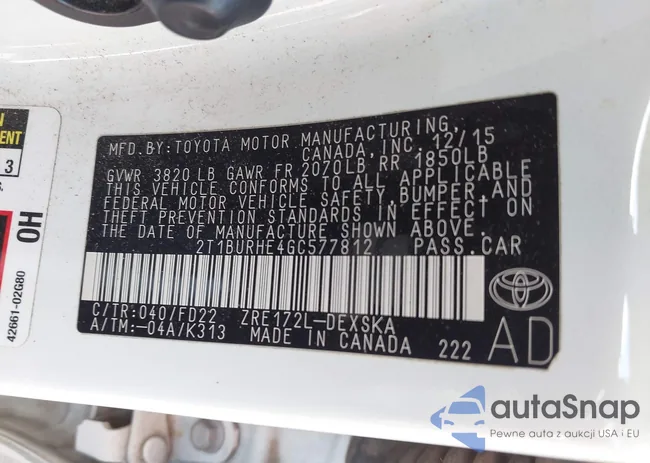 MFD.BY:TOYOTA MOTOR MANUFACTURING,
CANADA, INC. 12/15
GVWR 3820 LB GAWR FR 2070LB RR 1850LB
THIS VEHICLE CONFORMS TO ALL APPLICABLE
FEDERAL MOTOR VEHICLE SAFETY, BUMPER, AND
THEFT PREVENTION STANDARDS IN EFFECT ON
THE DATE OF MANUFACTURE SHOWN ABOVE.
2T1BURHE4GC577812 PASS.CAR
C/TR:040/FD22 ZRE172L-DEXSKA
A/TM:-04A/K313 MADE IN CANADA 222
AD
3
OH
42661-02G80
autaSnap
Pewne auta z aukcji USA i EU